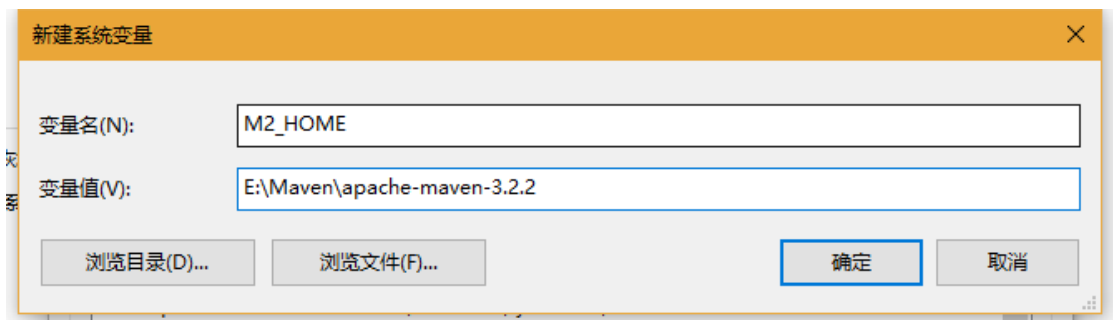 新建系统变量
变量名(N):
M2_HOME
变量值(V):
E:\Maven\apache-maven-3.2.2
浏览目录(D)...
浏览文件(F)...
确定
取消